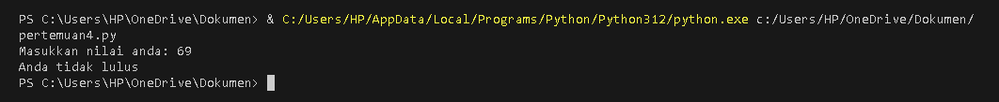 PS C:\Users\HP\OneDrive\Dokumen> & C:/Users/HP/AppData/Local/Programs/Python/Python312/python.exe c:/Users/HP/OneDrive/Dokumen/
pertemuan4.py
Masukkan nilai anda: 69
Anda tidak lulus
PS C:\Users\HP\OneDrive\Dokumen>